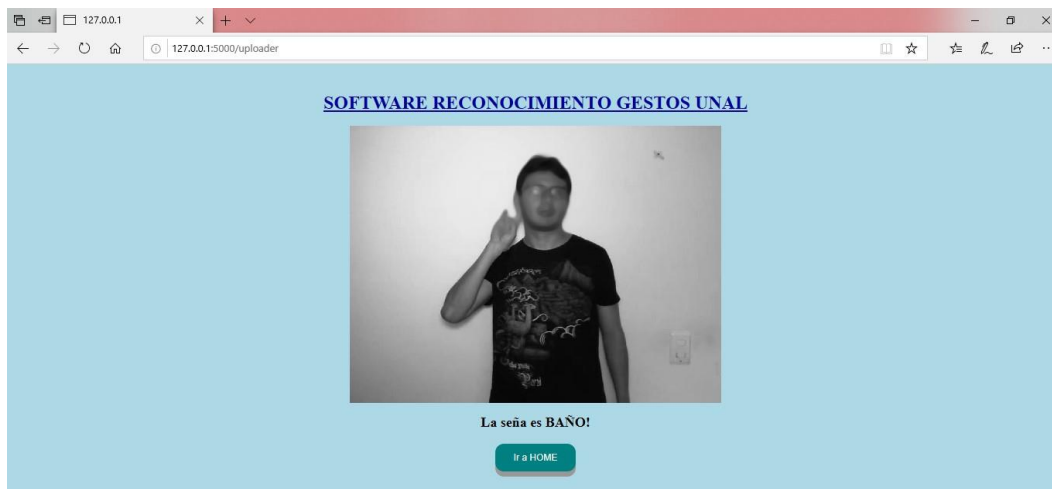 127.0.0.1
127.0.0.1:5000/uploader
SOFTWARE RECONOCIMIENTO GESTOS UNAL
Perú
La seña es BAÑO!
Ir a HOME